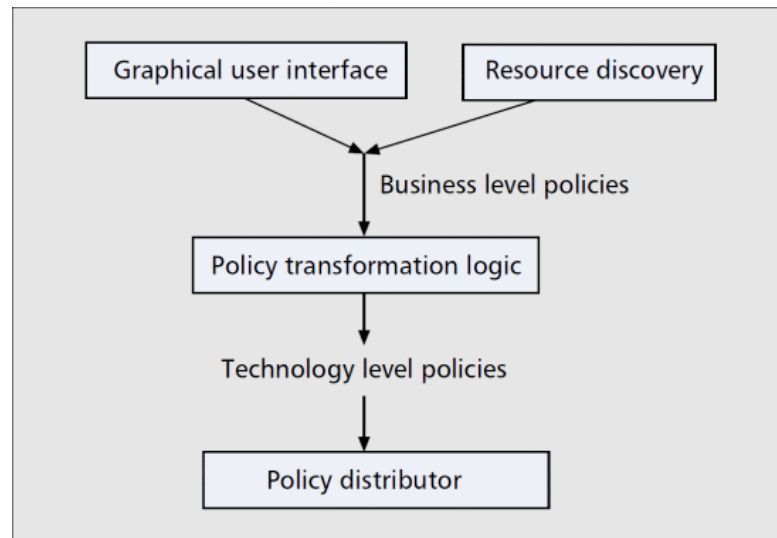 Graphical user interface
Resource discovery
Business level policies
Policy transformation logic
Technology level policies
Policy distributor